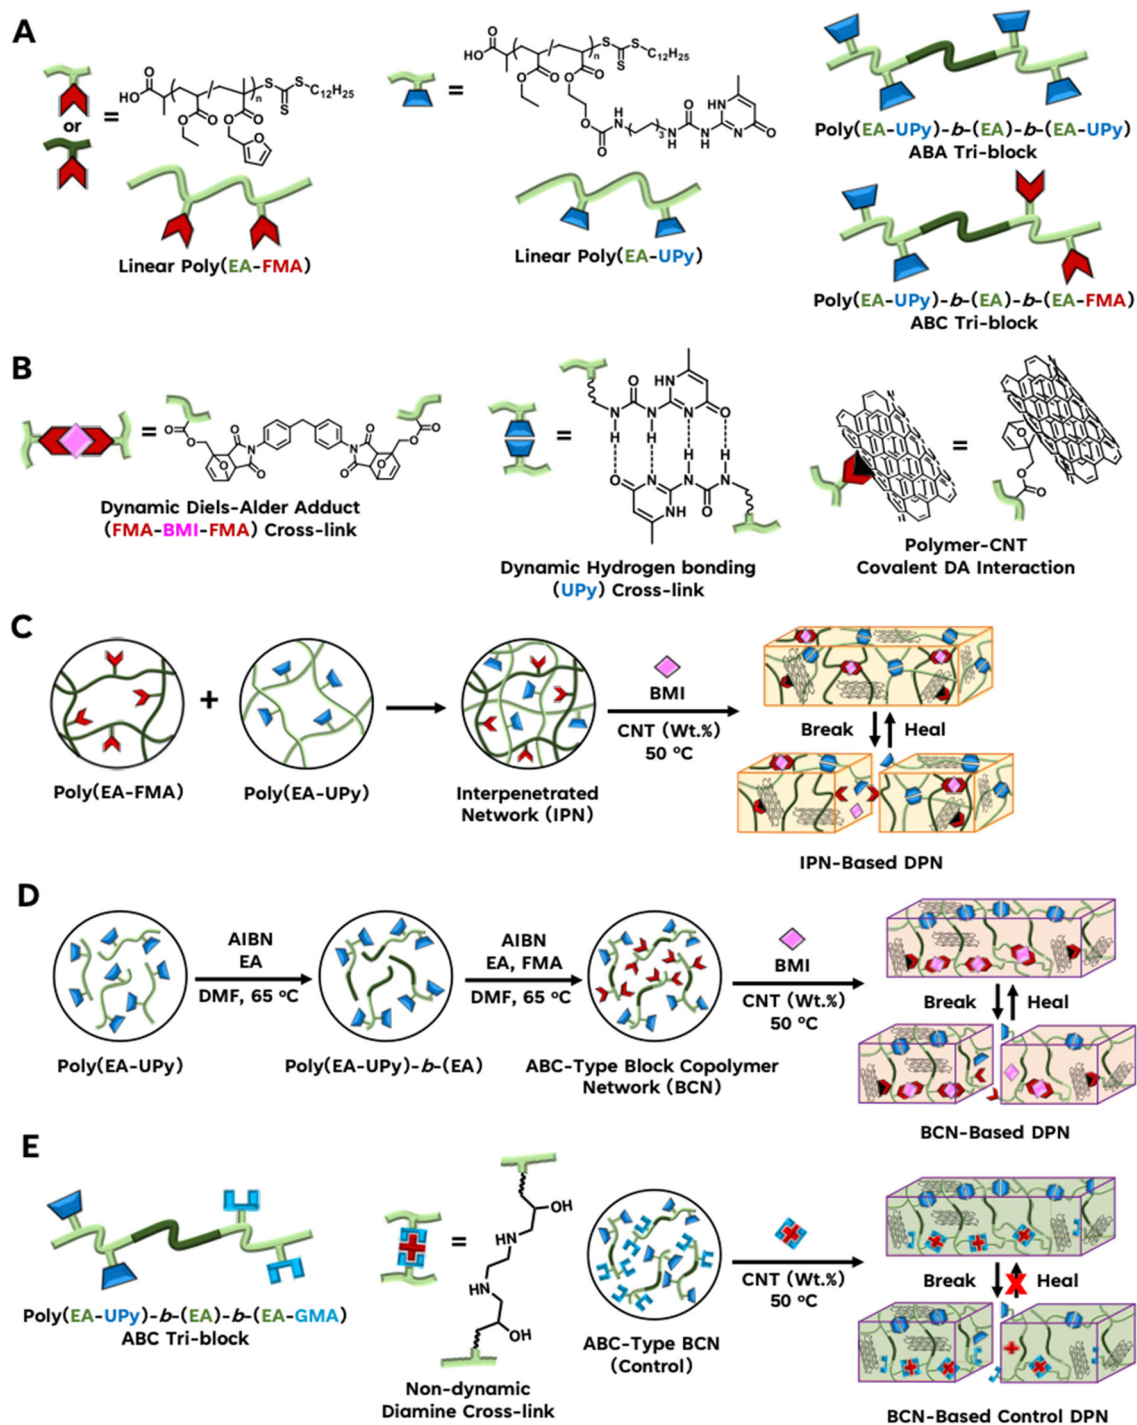 A
or
=
HO
O
O
O
O
O
O
n
S
S
S
C12H25
Linear Poly(EA-FMA)
=
HO
O
O
O
O
O
n
S
S
S
C12H25
O
O
N
H
3
HN
O
N
H
N
HN
O
Linear Poly(EA-UPy)
Poly(EA-UPy)-b-(EA)-b-(EA-UPy)
ABA Tri-block
Poly(EA-UPy)-b-(EA)-b-(EA-FMA)
ABC Tri-block
B
=
O
O
O
O
N
O
O
N
O
O
O
O
Dynamic Diels-Alder Adduct
(FMA-BMI-FMA) Cross-link
=
HN
O
N
N
N
O
H
H
H
H
O
N
N
N
NH
O
Dynamic Hydrogen bonding
(UPy) Cross-link
=
O
O
O
Polymer-CNT
Covalent DA Interaction
C
+
Poly(EA-FMA)
Poly(EA-UPy)
Interpenetrated
Network (IPN)
BMI
CNT (Wt.%)
50 °C
Break
Heal
IPN-Based DPN
D
Poly(EA-UPy)
AIBN
EA
DMF, 65 °C
Poly(EA-UPy)-b-(EA)
AIBN
EA, FMA
DMF, 65 °C
ABC-Type Block Copolymer
Network (BCN)
BMI
CNT (Wt.%)
50 °C
Break
Heal
BCN-Based DPN
E
Poly(EA-UPy)-b-(EA)-b-(EA-GMA)
ABC Tri-block
=
OH
HN
HN
OH
Non-dynamic
Diamine Cross-link
ABC-Type BCN
(Control)
CNT (Wt.%)
50 °C
Break
Heal
BCN-Based Control DPN